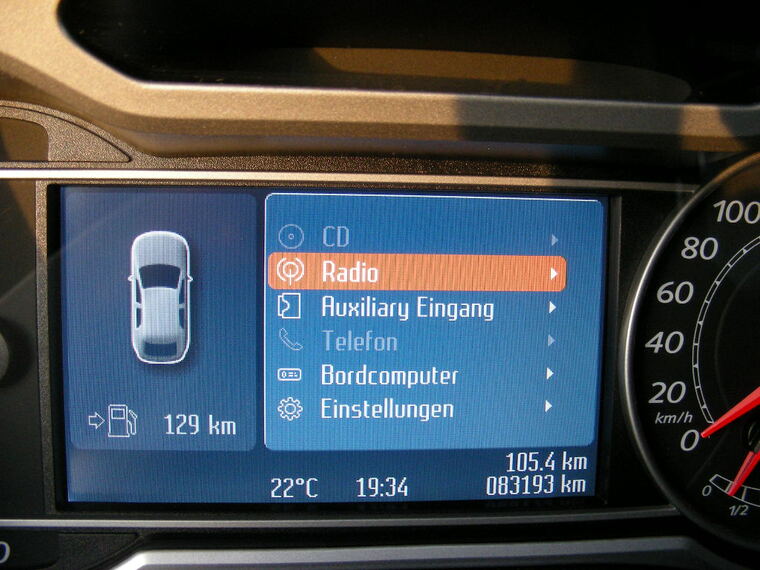 CD
Radio
Auxiliary Eingang
Telefon
Bordcomputer
Einstellungen
129 km
105.4 km
22°C 19:34 083193 km
100
80
60
40
20
km/h
0
0
1/2
0